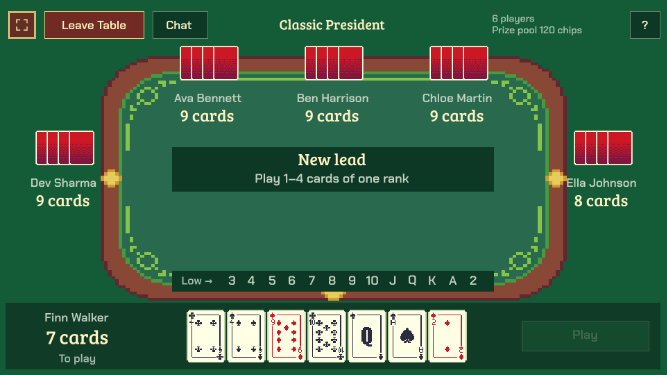 Leave Table
Chat
Classic President
6 players
Prize pool 120 chips
?
Ava Bennett
9 cards
Ben Harrison
9 cards
Chloe Martin
9 cards
Dev Sharma
9 cards
Ella Johnson
8 cards
New lead
Play 1–4 cards of one rank
Low → 3 4 5 6 7 8 9 10 J Q K A 2
Finn Walker
7 cards
To play
Q
Play